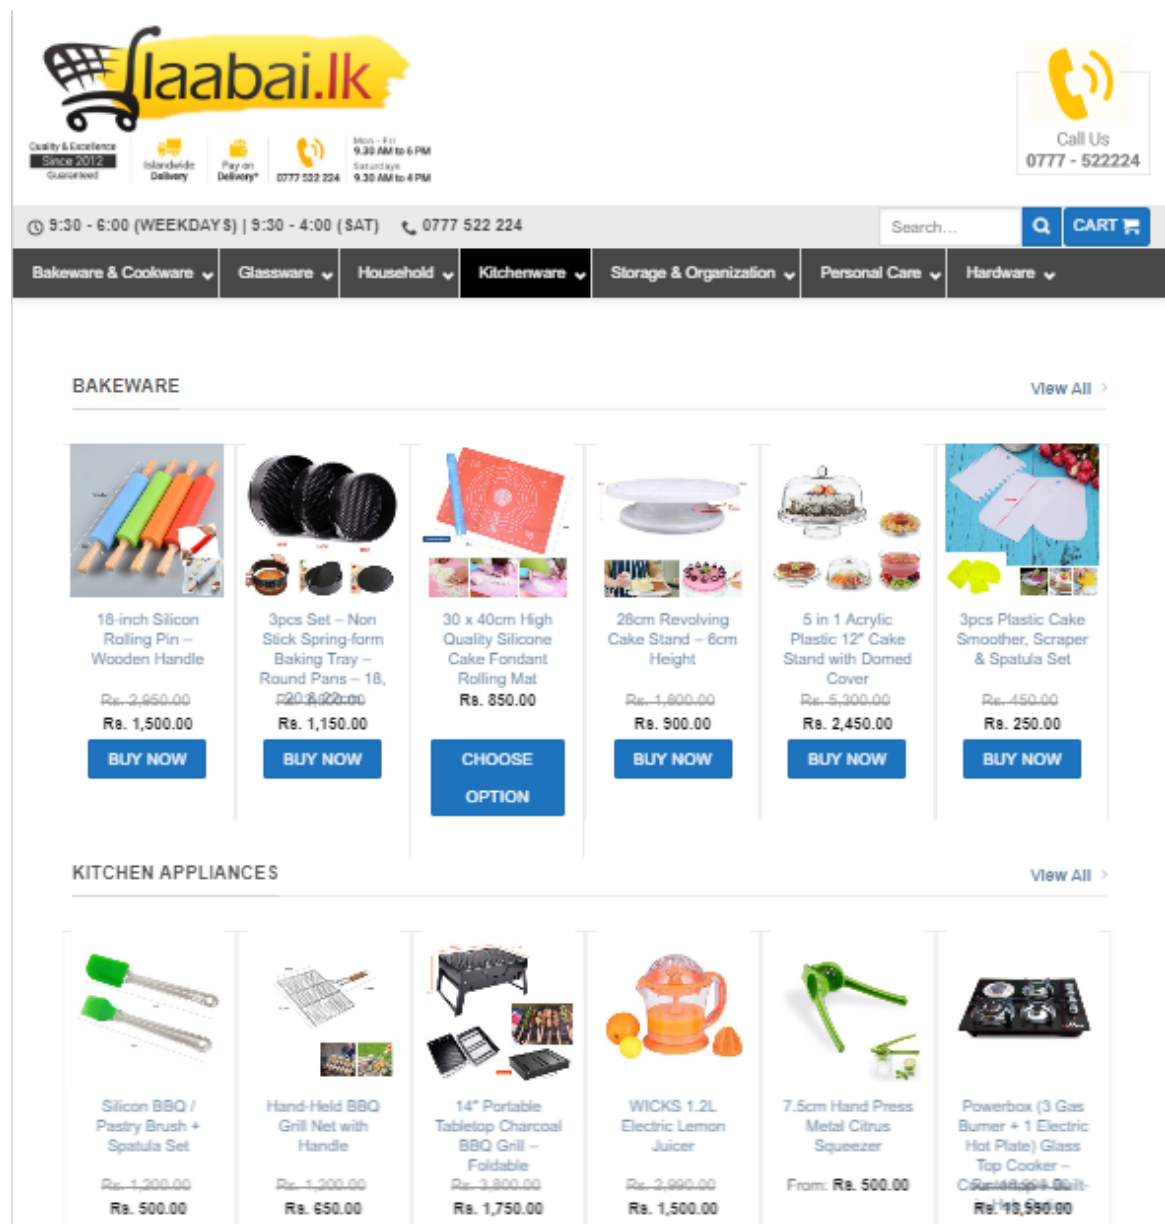 laabai.lk
Quality & Excellence
Since 2012
Guaranteed
Islandwide
Delivery
Pay on
Delivery*
0777 522 224
Mon - Fri
9.30 AM to 6 PM
Saturdays
9.30 AM to 4 PM
Call Us
0777 - 522224
9:30 - 6:00 (WEEKDAYS) | 9:30 - 4:00 (SAT) 0777 522 224
Search...
CART
Bakeware & Cookware Glassware Household Kitchenware Storage & Organization Personal Care Hardware
BAKEWARE
View All
18-inch Silicon
Rolling Pin –
Wooden Handle
Rs. 2,950.00
Rs. 1,500.00
BUY NOW
3pcs Set – Non
Stick Spring-form
Baking Tray –
Round Pans – 18,
20 & 22cm
Rs. 1,150.00
BUY NOW
30 x 40cm High
Quality Silicone
Cake Fondant
Rolling Mat
Rs. 850.00
CHOOSE
OPTION
28cm Revolving
Cake Stand – 6cm
Height
Rs. 1,800.00
Rs. 900.00
BUY NOW
5 in 1 Acrylic
Plastic 12" Cake
Stand with Domed
Cover
Rs. 5,300.00
Rs. 2,450.00
BUY NOW
3pcs Plastic Cake
Smoother, Scraper
& Spatula Set
Rs. 450.00
Rs. 250.00
BUY NOW
KITCHEN APPLIANCES
View All
Silicon BBQ /
Pastry Brush +
Spatula Set
Rs. 1,200.00
Rs. 500.00
Hand-Held BBQ
Grill Net with
Handle
Rs. 1,200.00
Rs. 650.00
14" Portable
Tabletop Charcoal
BBQ Grill –
Foldable
Rs. 3,800.00
Rs. 1,750.00
WICKS 1.2L
Electric Lemon
Juicer
Rs. 2,990.00
Rs. 1,500.00
7.5cm Hand Press
Metal Citrus
Squeezer
From: Rs. 500.00
Powerbox (3 Gas
Burner + 1 Electric
Hot Plate) Glass
Top Cooker –